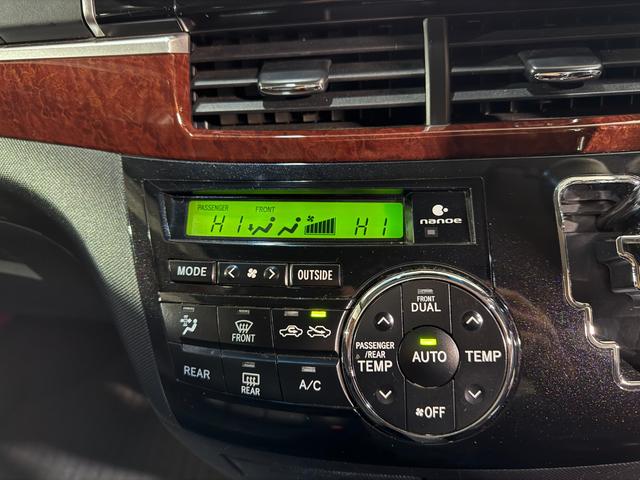 PASSENGER FRONT
HI HI
nanoe
MODE OUTSIDE
FRONT
DUAL
FRONT
PASSENGER
/REAR
TEMP
AUTO
TEMP
REAR
REAR
A/C
OFF